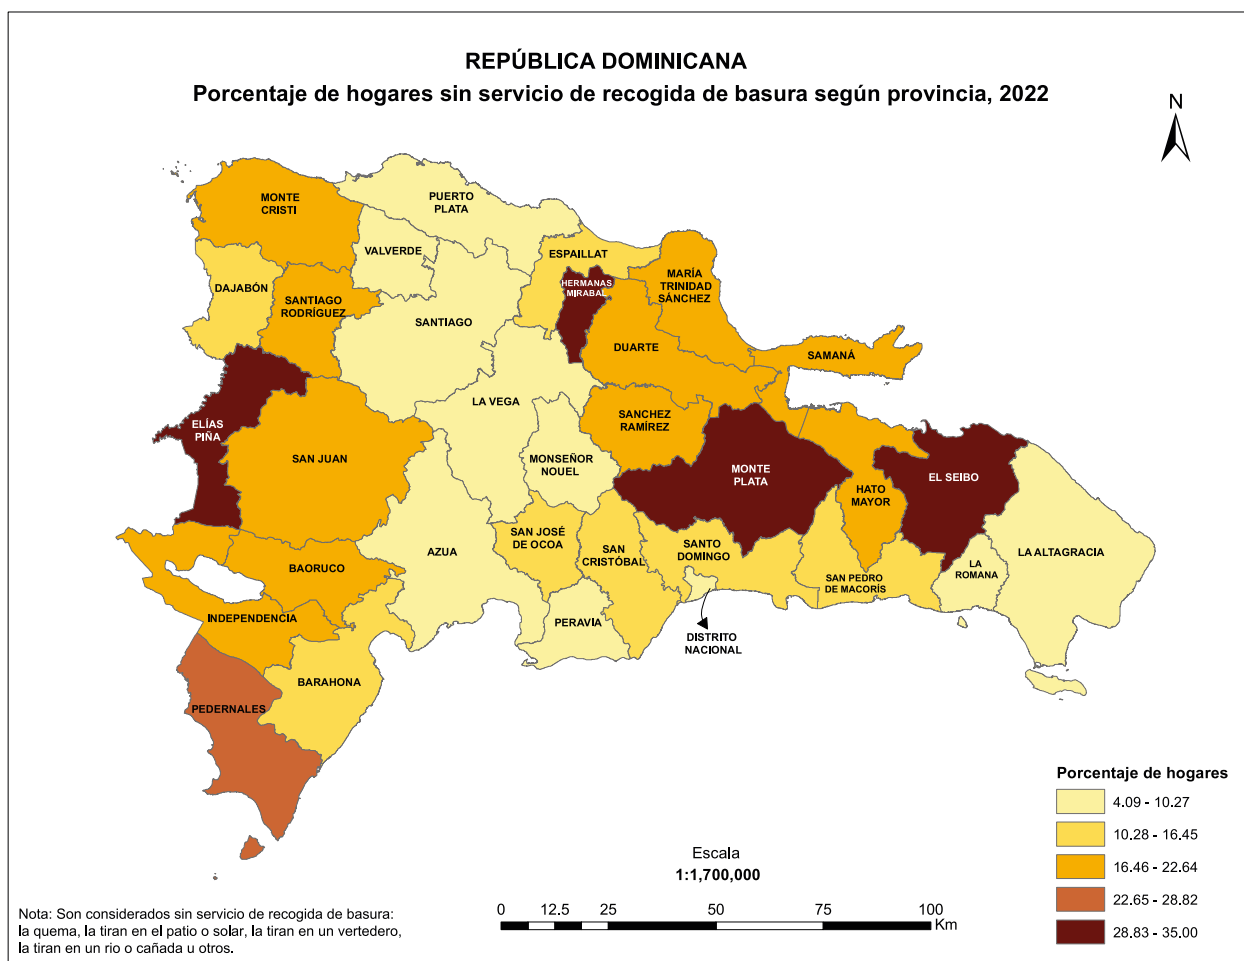 REPÚBLICA DOMINICANA
Porcentaje de hogares sin servicio de recogida de basura según provincia, 2022
N
MONTE
CRISTI
PUERTO
PLATA
VALVERDE
ESPAILLAT
DAJABÓN
SANTIAGO
RODRÍGUEZ
HERMANAS
MIRABAL
MARÍA
TRINIDAD
SÁNCHEZ
SANTIAGO
DUARTE
SAMANÁ
ELÍAS
PIÑA
LA VEGA
SANCHEZ
RAMÍREZ
SAN JUAN
MONSEÑOR
NOUEL
MONTE
PLATA
EL SEIBO
HATO
MAYOR
SAN JOSÉ
DE OCOA
SAN
CRISTÓBAL
SANTO
DOMINGO
AZUA
LA ALTAGRACIA
BAORUCO
LA
ROMANA
SAN PEDRO
DE MACORÍS
INDEPENDENCIA
PERAVIA
DISTRITO
NACIONAL
BARAHONA
PEDERNALES
Porcentaje de hogares
4.09 - 10.27
10.28 - 16.45
16.46 - 22.64
22.65 - 28.82
28.83 - 35.00
Escala
1:1,700,000
0 12.5 25 50 75 100
Km
Nota: Son considerados sin servicio de recogida de basura:
la quema, la tiran en el patio o solar, la tiran en un vertedero,
la tiran en un rio o cañada u otros.